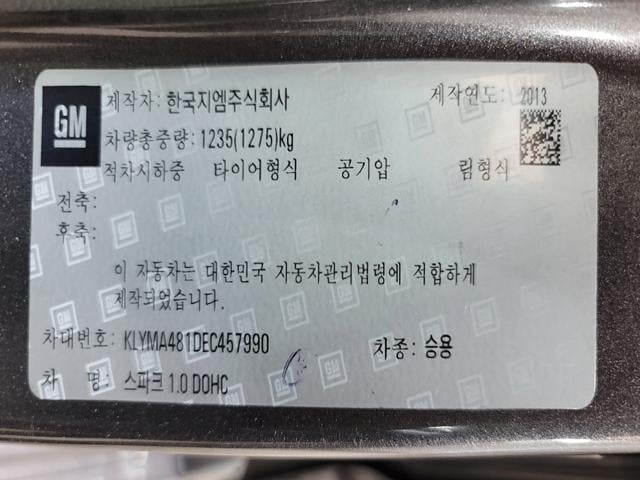 GM 제작자: 한국지엠주식회사 제작연도: 2013
차량총중량: 1235(1275)kg
적차시하중 타이어형식 공기압 림형식
전축:
후축:
이 자동차는 대한민국 자동차관리법령에 적합하게
제작되었습니다.
차대번호: KLYMA481DEC457990 차종: 승용
차 명: 스파크 1.0 DOHC